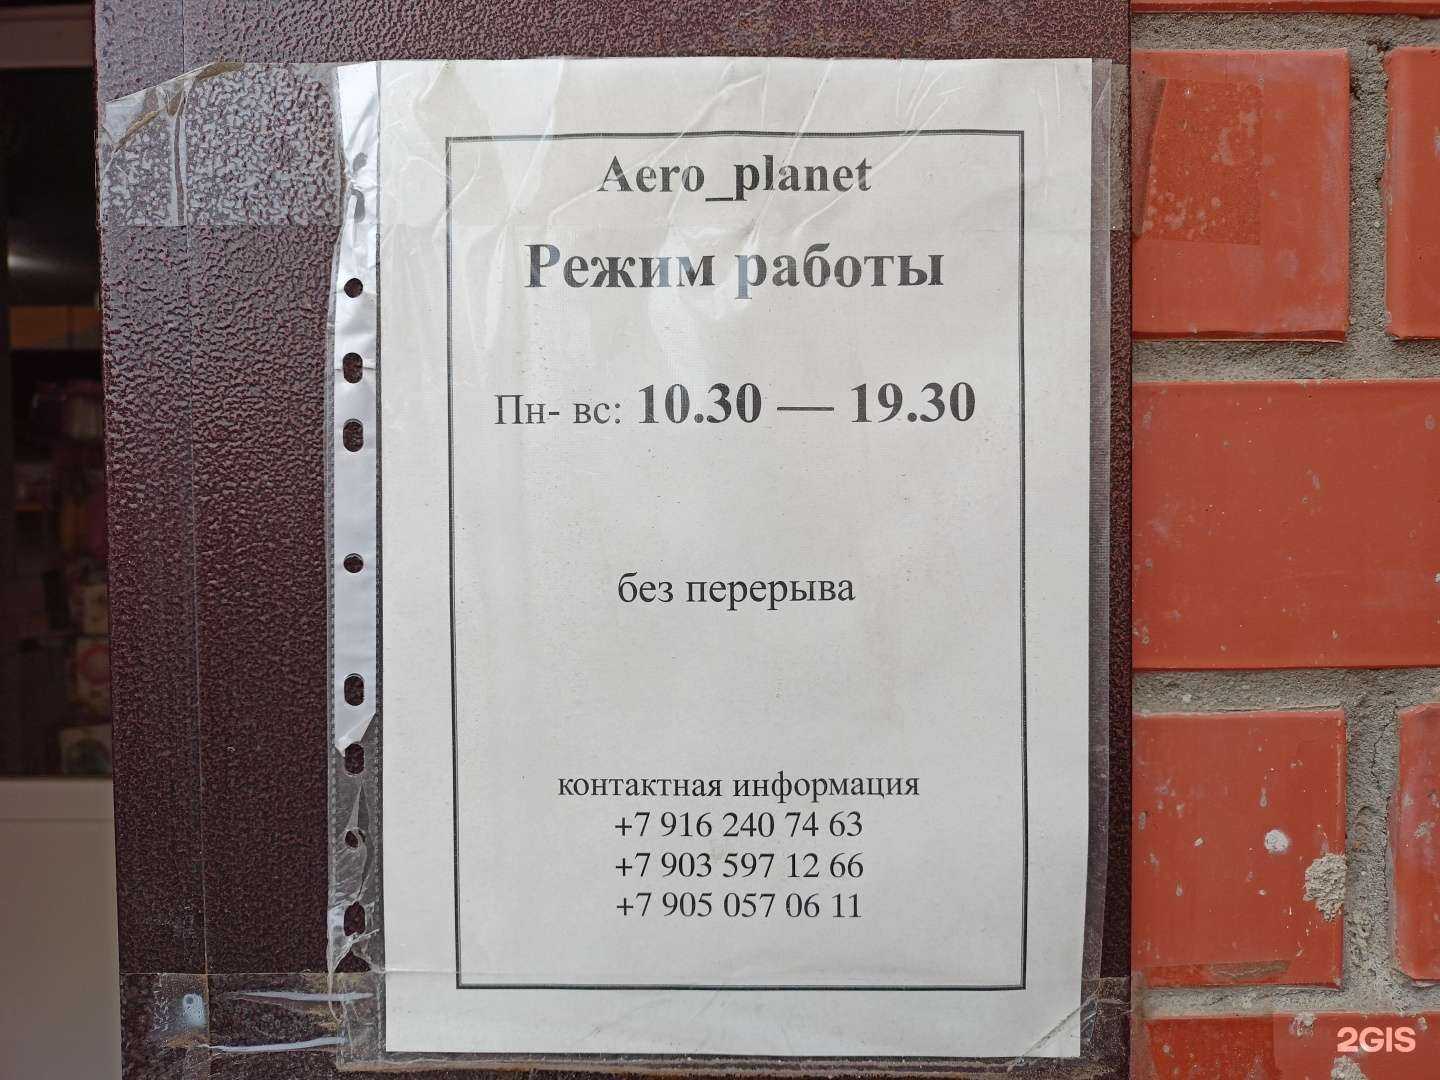 Aero_planet
Режим работы
Пн- вс: 10.30 — 19.30
без перерыва
контактная информация
+7 916 240 74 63
+7 903 597 12 66
+7 905 057 06 11
2GIS